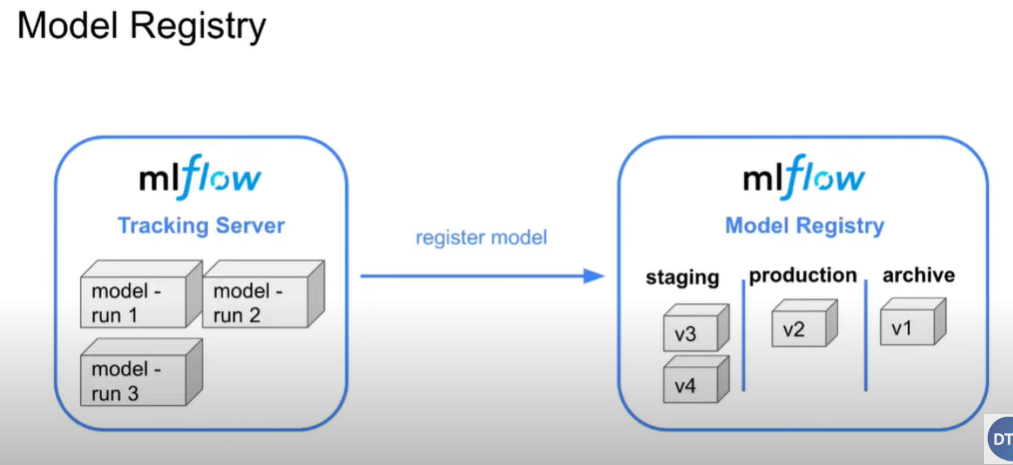 Model Registry
mlflow
Tracking Server
model -
run 1
model -
run 2
model -
run 3
register model
mlflow
Model Registry
staging
production
archive
v3
v4
v2
v1
DT